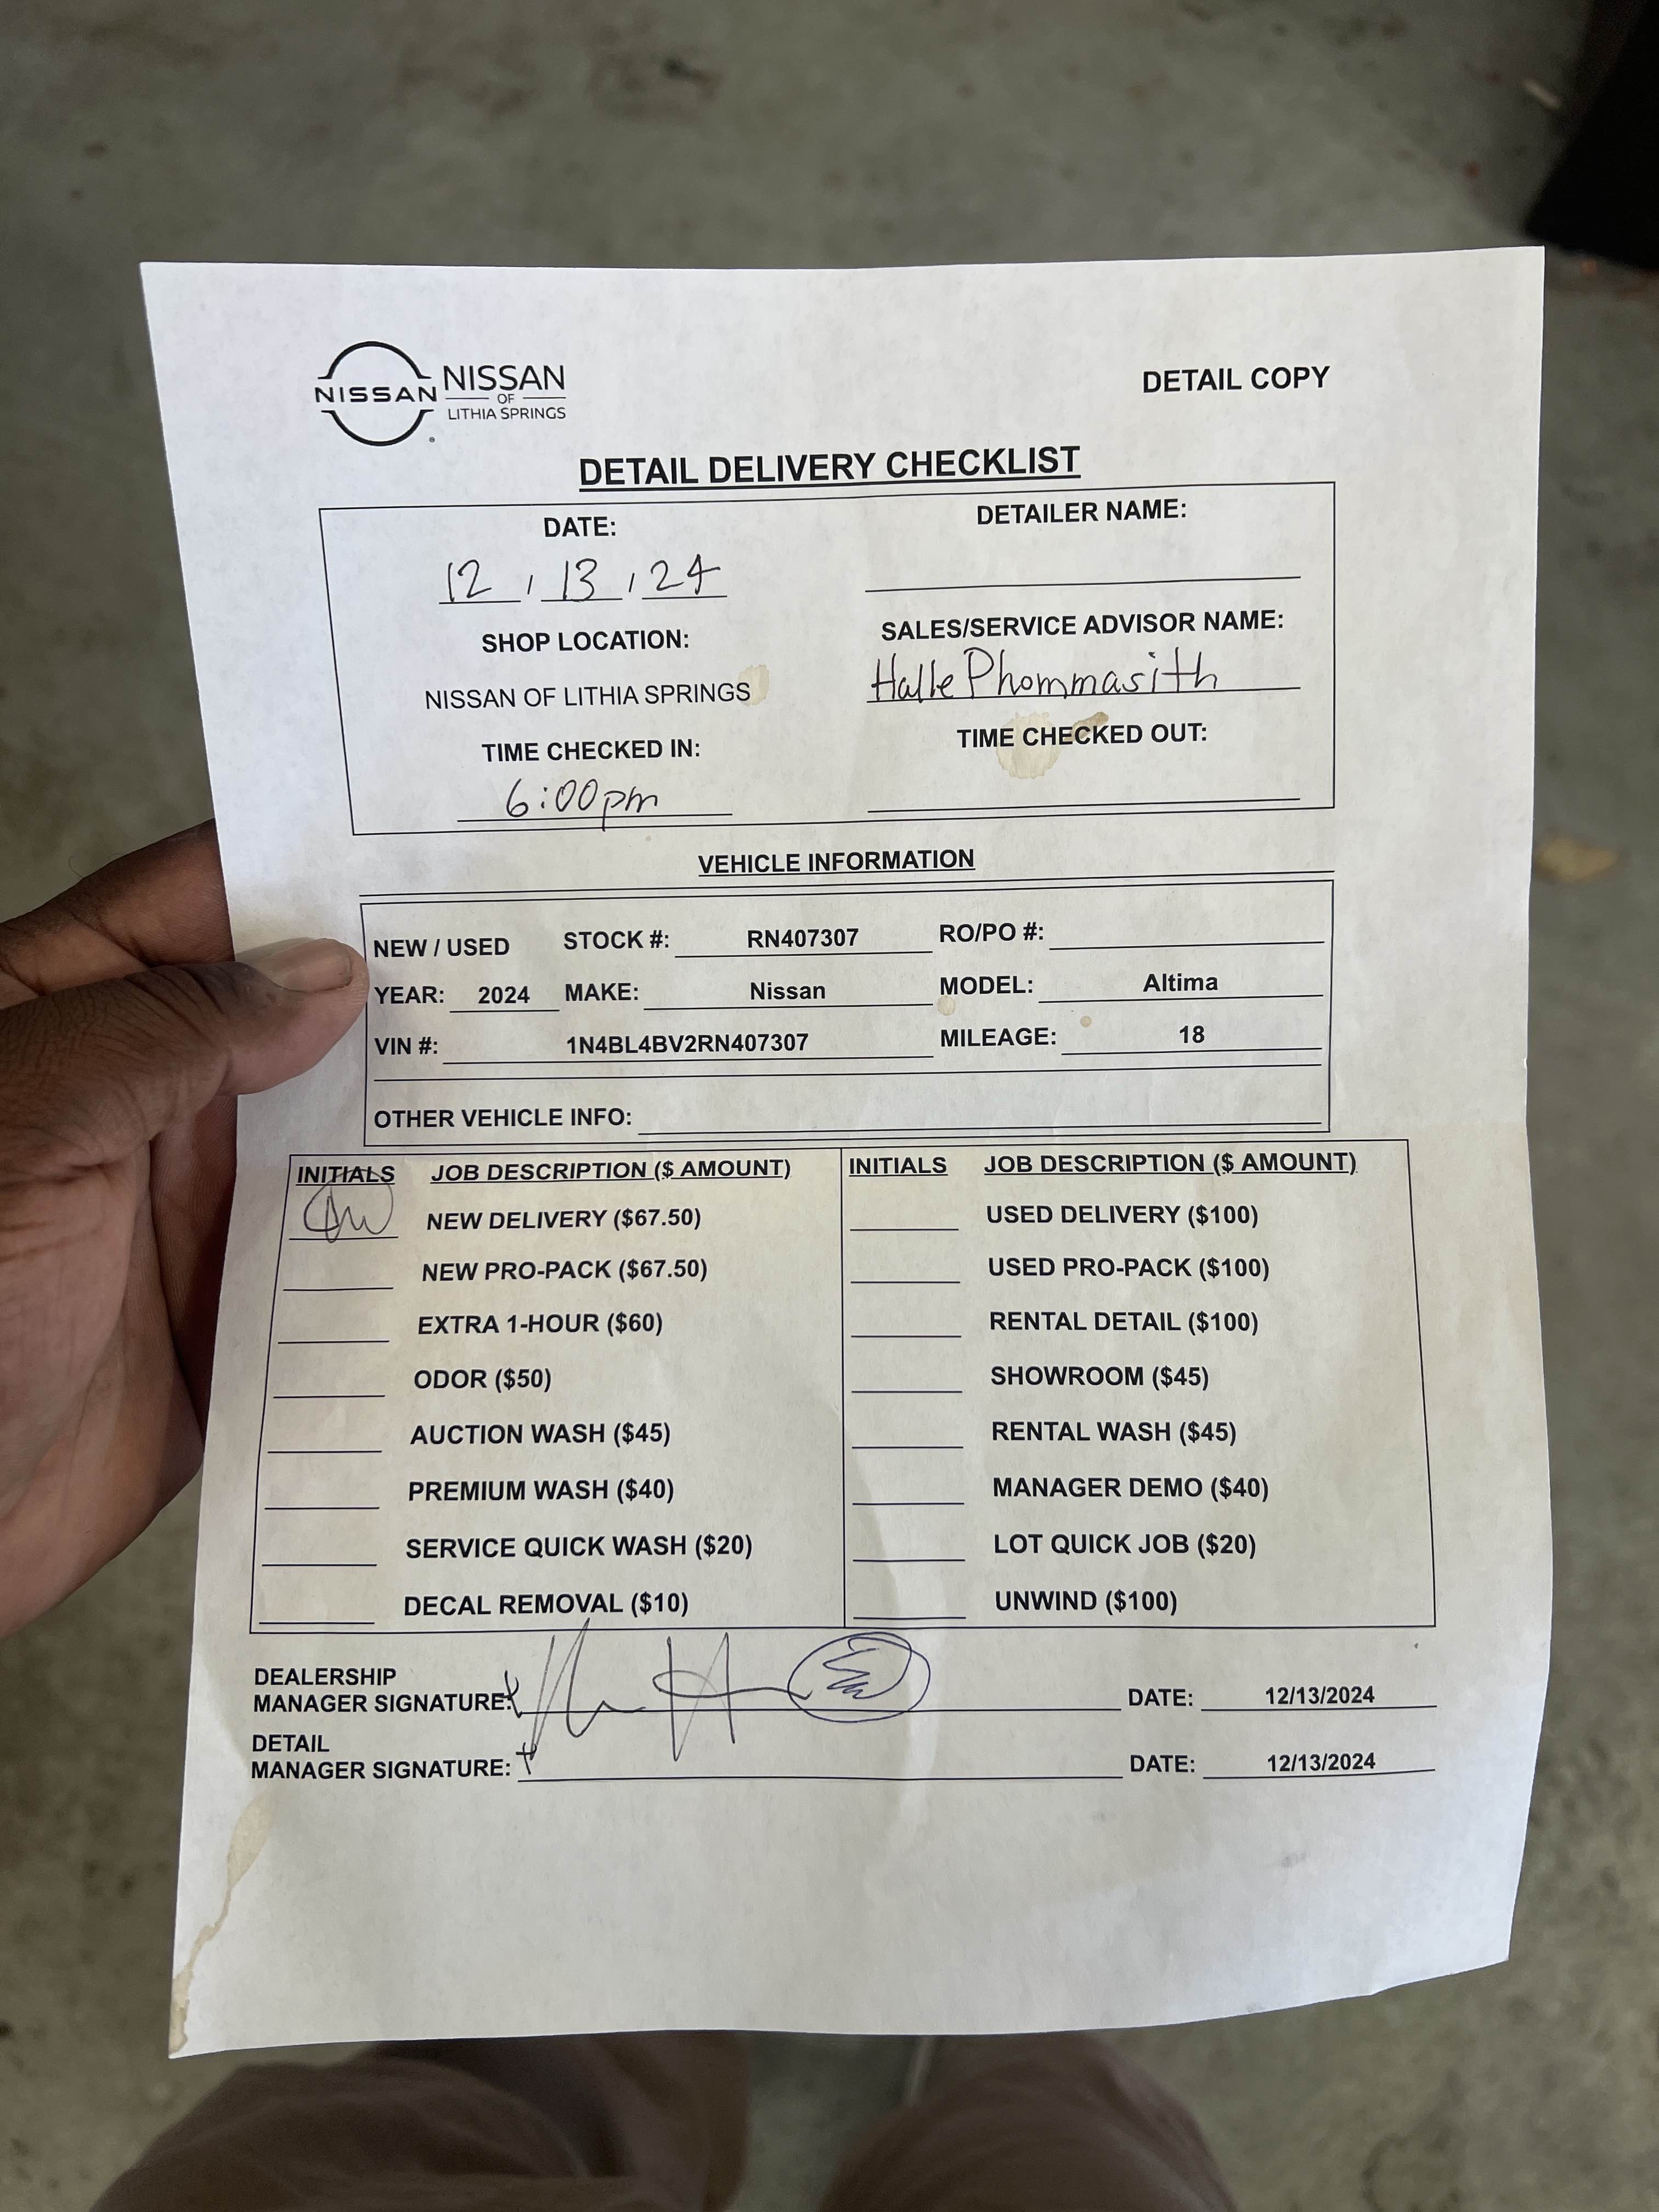 NISSAN
NISSAN
OF
LITHIA SPRINGS
DETAIL COPY
DETAIL DELIVERY CHECKLIST
DATE:
12 / 13 / 24
DETAILER NAME:
SHOP LOCATION:
NISSAN OF LITHIA SPRINGS
SALES/SERVICE ADVISOR NAME:
Halle Phommasith
TIME CHECKED IN:
6:00pm
TIME CHECKED OUT:
VEHICLE INFORMATION
NEW / USED STOCK #: RN407307 RO/PO #:
YEAR: 2024 MAKE: Nissan MODEL: Altima
VIN #: 1N4BL4BV2RN407307 MILEAGE: 18
OTHER VEHICLE INFO:
INITIALS JOB DESCRIPTION ($ AMOUNT)
NEW DELIVERY ($67.50)
NEW PRO-PACK ($67.50)
EXTRA 1-HOUR ($60)
ODOR ($50)
AUCTION WASH ($45)
PREMIUM WASH ($40)
SERVICE QUICK WASH ($20)
DECAL REMOVAL ($10)
INITIALS JOB DESCRIPTION ($ AMOUNT)
USED DELIVERY ($100)
USED PRO-PACK ($100)
RENTAL DETAIL ($100)
SHOWROOM ($45)
RENTAL WASH ($45)
MANAGER DEMO ($40)
LOT QUICK JOB ($20)
UNWIND ($100)
DEALERSHIP
MANAGER SIGNATURE: DATE: 12/13/2024
DETAIL
MANAGER SIGNATURE: DATE: 12/13/2024